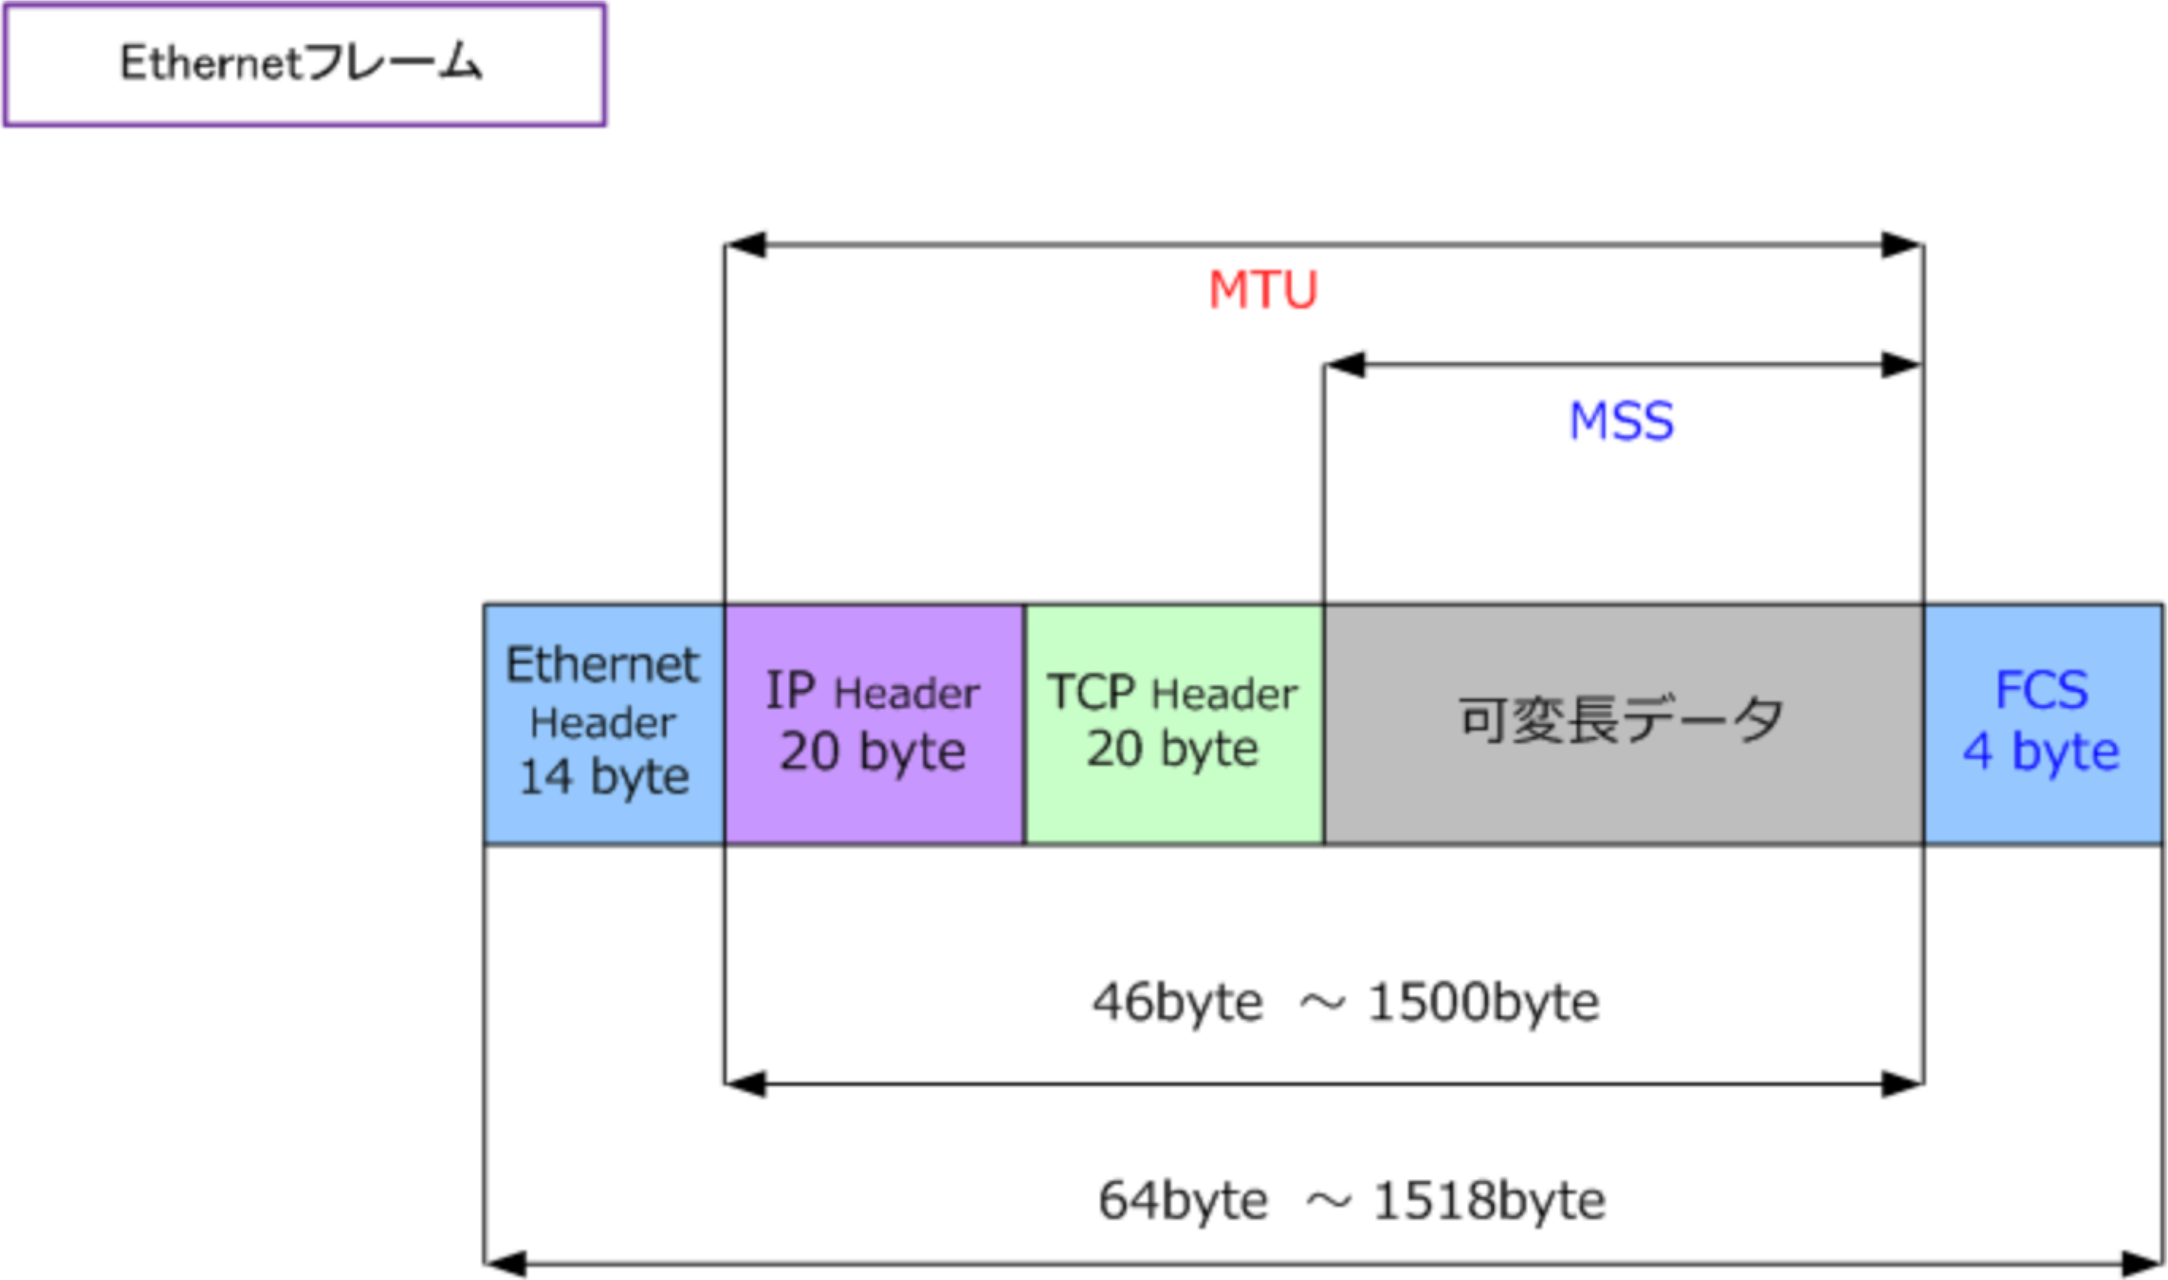 Ethernetフレーム
MTU
MSS
Ethernet
Header
14 byte
IP Header
20 byte
TCP Header
20 byte
可変長データ
FCS
4 byte
46byte ～ 1500byte
64byte ～ 1518byte